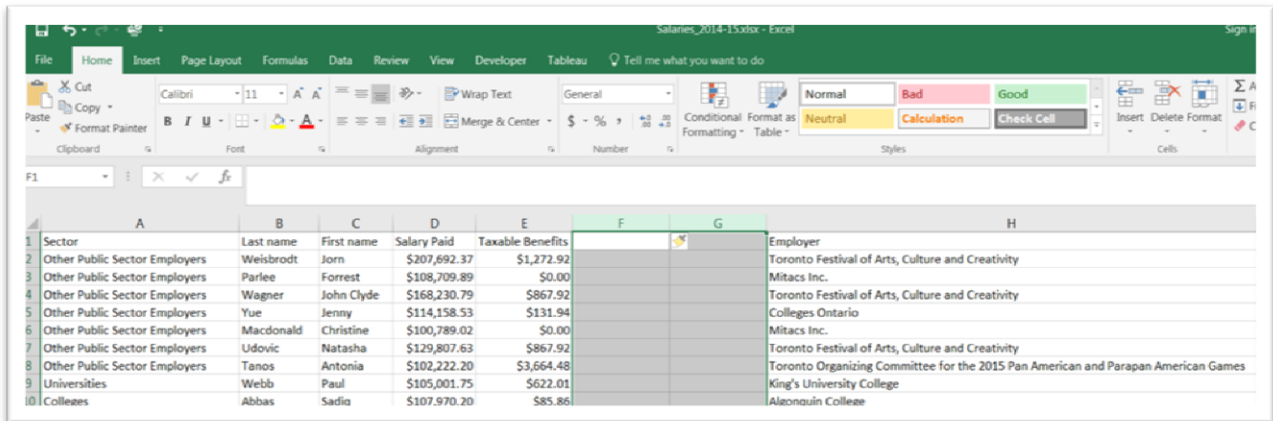 Salaries_2014-15.xlsx - Excel
Sign in
File Home Insert Page Layout Formulas Data Review View Developer Tableau Tell me what you want to do
Cut
Copy
Paste
Format Painter
Clipboard
Calibri 11
B I U
Font
Wrap Text
Merge & Center
Alignment
General
$ % ,
Number
Conditional Formatting
Format as Table
Normal Bad Good
Neutral Calculation Check Cell
Styles
Insert Delete Format
Cells
F1 fx
A B C D E F G H
1 Sector Last name First name Salary Paid Taxable Benefits Employer
2 Other Public Sector Employers Weisbrodt Jorn $207,692.37 $1,272.92 Toronto Festival of Arts, Culture and Creativity
3 Other Public Sector Employers Parlee Forrest $108,709.89 $0.00 Mitacs Inc.
4 Other Public Sector Employers Wagner John Clyde $168,230.79 $867.92 Toronto Festival of Arts, Culture and Creativity
5 Other Public Sector Employers Yue Jenny $114,158.53 $131.94 Colleges Ontario
6 Other Public Sector Employers Macdonald Christine $100,789.02 $0.00 Mitacs Inc.
7 Other Public Sector Employers Udovic Natasha $129,807.63 $867.92 Toronto Festival of Arts, Culture and Creativity
8 Other Public Sector Employers Tanos Antonia $102,222.20 $3,664.48 Toronto Organizing Committee for the 2015 Pan American and Parapan American Games
9 Universities Webb Paul $105,001.75 $622.01 King's University College
10 Colleges Abbas Sadiq $107,970.20 $85.86 Algonquin College